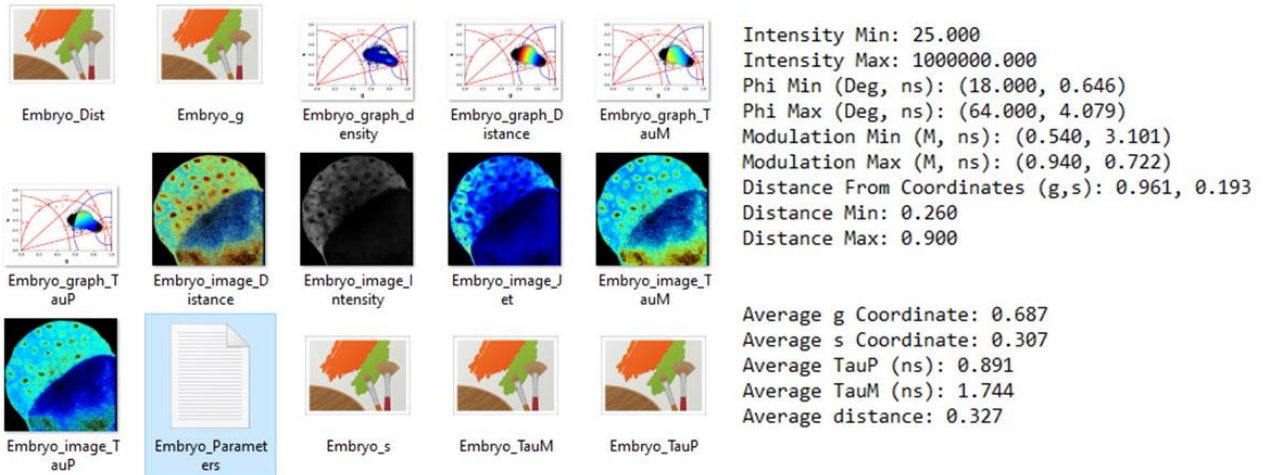 Embryo_Dist
Embryo_g
Embryo_graph_d
ensity
Embryo_graph_D
istance
Embryo_graph_T
auM
Embryo_graph_T
auP
Embryo_image_D
istance
Embryo_image_I
ntensity
Embryo_image_J
et
Embryo_image_T
auM
Embryo_image_T
auP
Embryo_Paramet
ers
Embryo_s
Embryo_TauM
Embryo_TauP
Intensity Min: 25.000
Intensity Max: 1000000.000
Phi Min (Deg, ns): (18.000, 0.646)
Phi Max (Deg, ns): (64.000, 4.079)
Modulation Min (M, ns): (0.540, 3.101)
Modulation Max (M, ns): (0.940, 0.722)
Distance From Coordinates (g,s): 0.961, 0.193
Distance Min: 0.260
Distance Max: 0.900
Average g Coordinate: 0.687
Average s Coordinate: 0.307
Average TauP (ns): 0.891
Average TauM (ns): 1.744
Average distance: 0.327